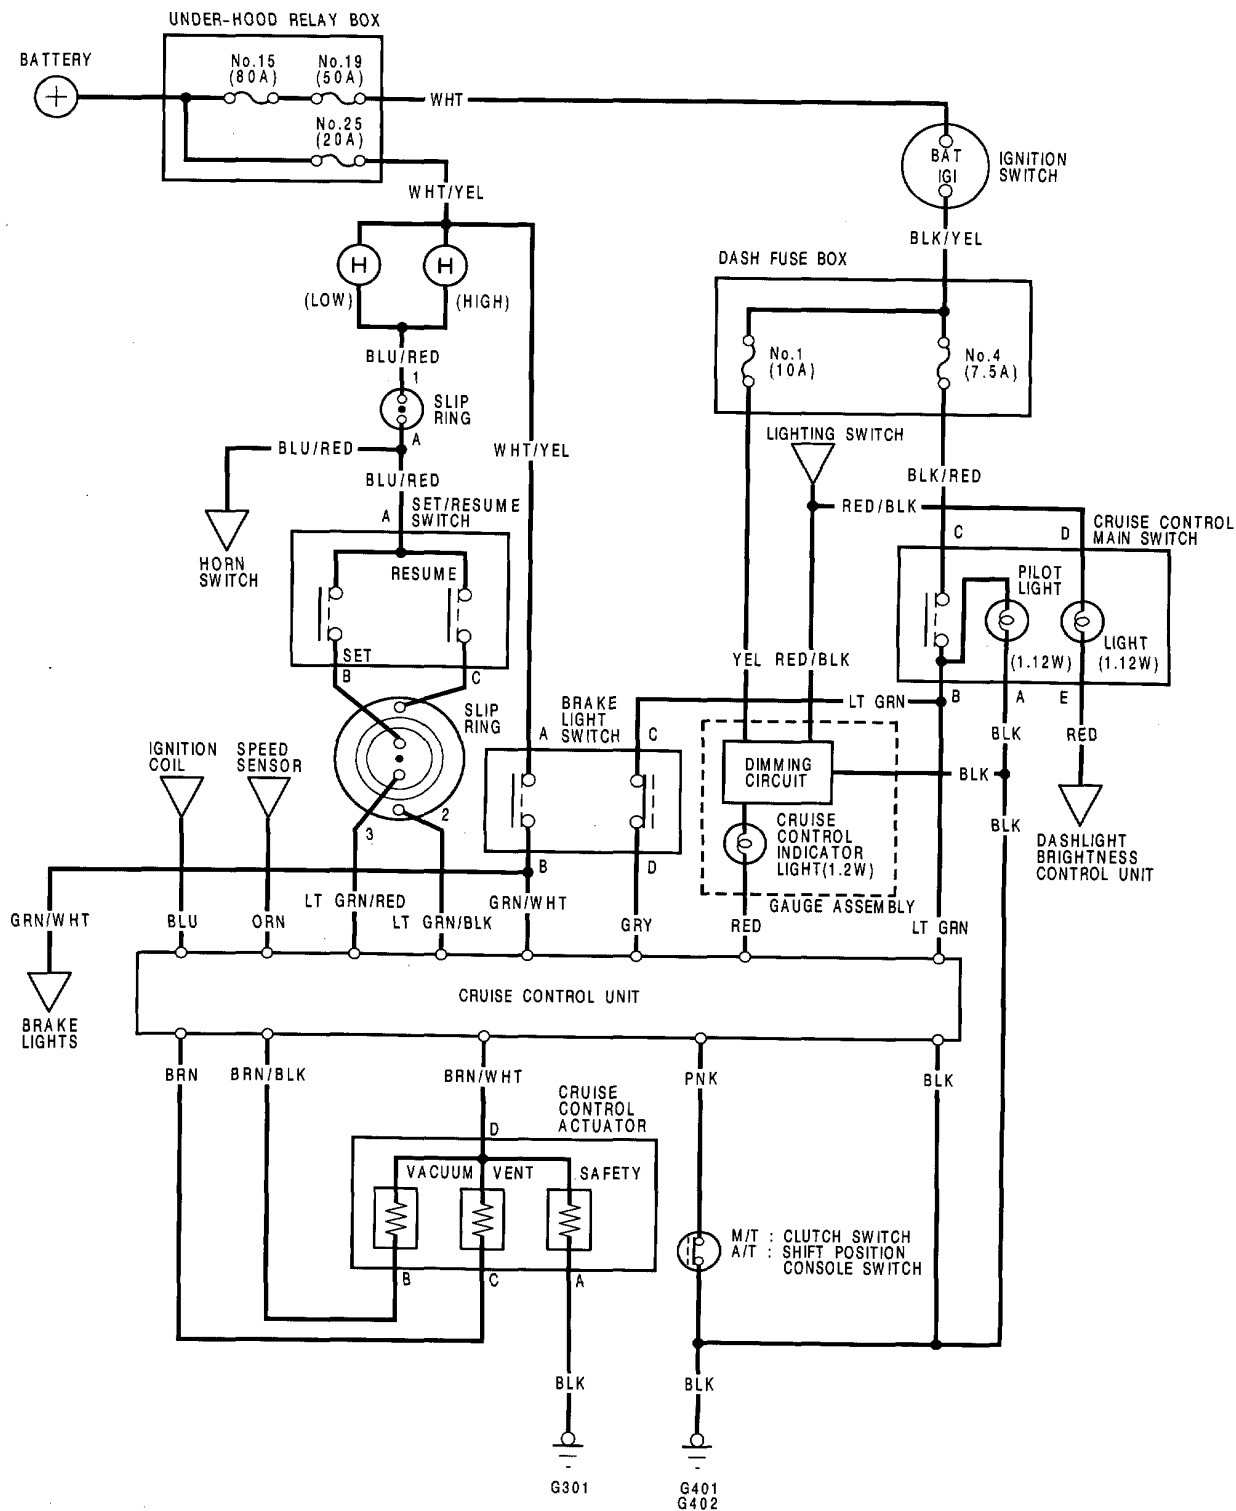 UNDER-HOOD RELAY BOX
BATTERY
No.15
(80A)
No.19
(50A)
WHT
No.25
(20A)
BAT
IGI
IGNITION
SWITCH
WHT/YEL
BLK/YEL
DASH FUSE BOX
H
H
(LOW)
(HIGH)
No.1
(10A)
No.4
(7.5A)
BLU/RED
1
SLIP
RING
A
LIGHTING SWITCH
BLU/RED
WHT/YEL
BLU/RED
BLK/RED
A
SET/RESUME
SWITCH
RED/BLK
C
D
CRUISE CONTROL
MAIN SWITCH
HORN
SWITCH
RESUME
PILOT
LIGHT
SET
YEL
RED/BLK
(1.12W)
LIGHT
(1.12W)
B
C
SLIP
RING
BRAKE
LIGHT
SWITCH
LT GRN
B
A
E
A
C
BLK
RED
IGNITION
COIL
SPEED
SENSOR
DIMMING
CIRCUIT
BLK
3
2
CRUISE
CONTROL
INDICATOR
LIGHT(1.2W)
BLK
DASHLIGHT
BRIGHTNESS
CONTROL UNIT
B
D
GRN/WHT
BLU
ORN
LT GRN/RED
LT GRN/BLK
GRN/WHT
GRY
GAUGE ASSEMBLY
RED
LT GRN
CRUISE CONTROL UNIT
BRAKE
LIGHTS
BRN
BRN/BLK
BRN/WHT
PNK
BLK
CRUISE
CONTROL
ACTUATOR
D
VACUUM
VENT
SAFETY
M/T : CLUTCH SWITCH
A/T : SHIFT POSITION
CONSOLE SWITCH
B
C
A
BLK
BLK
G301
G401
G402